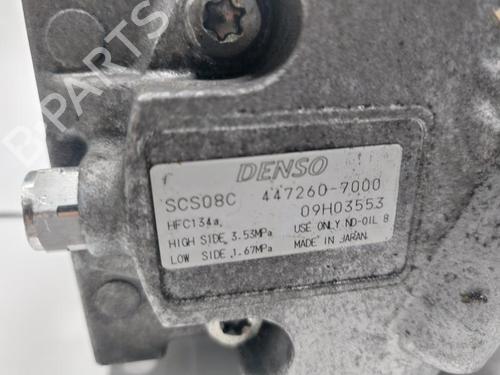 DENSO
SCS08C 447260-7000
HFC134a 09H03553
HIGH SIDE 3.53MPa USE ONLY ND-OIL 8
LOW SIDE 1.67MPa MADE IN JAPAN
B-PARTS